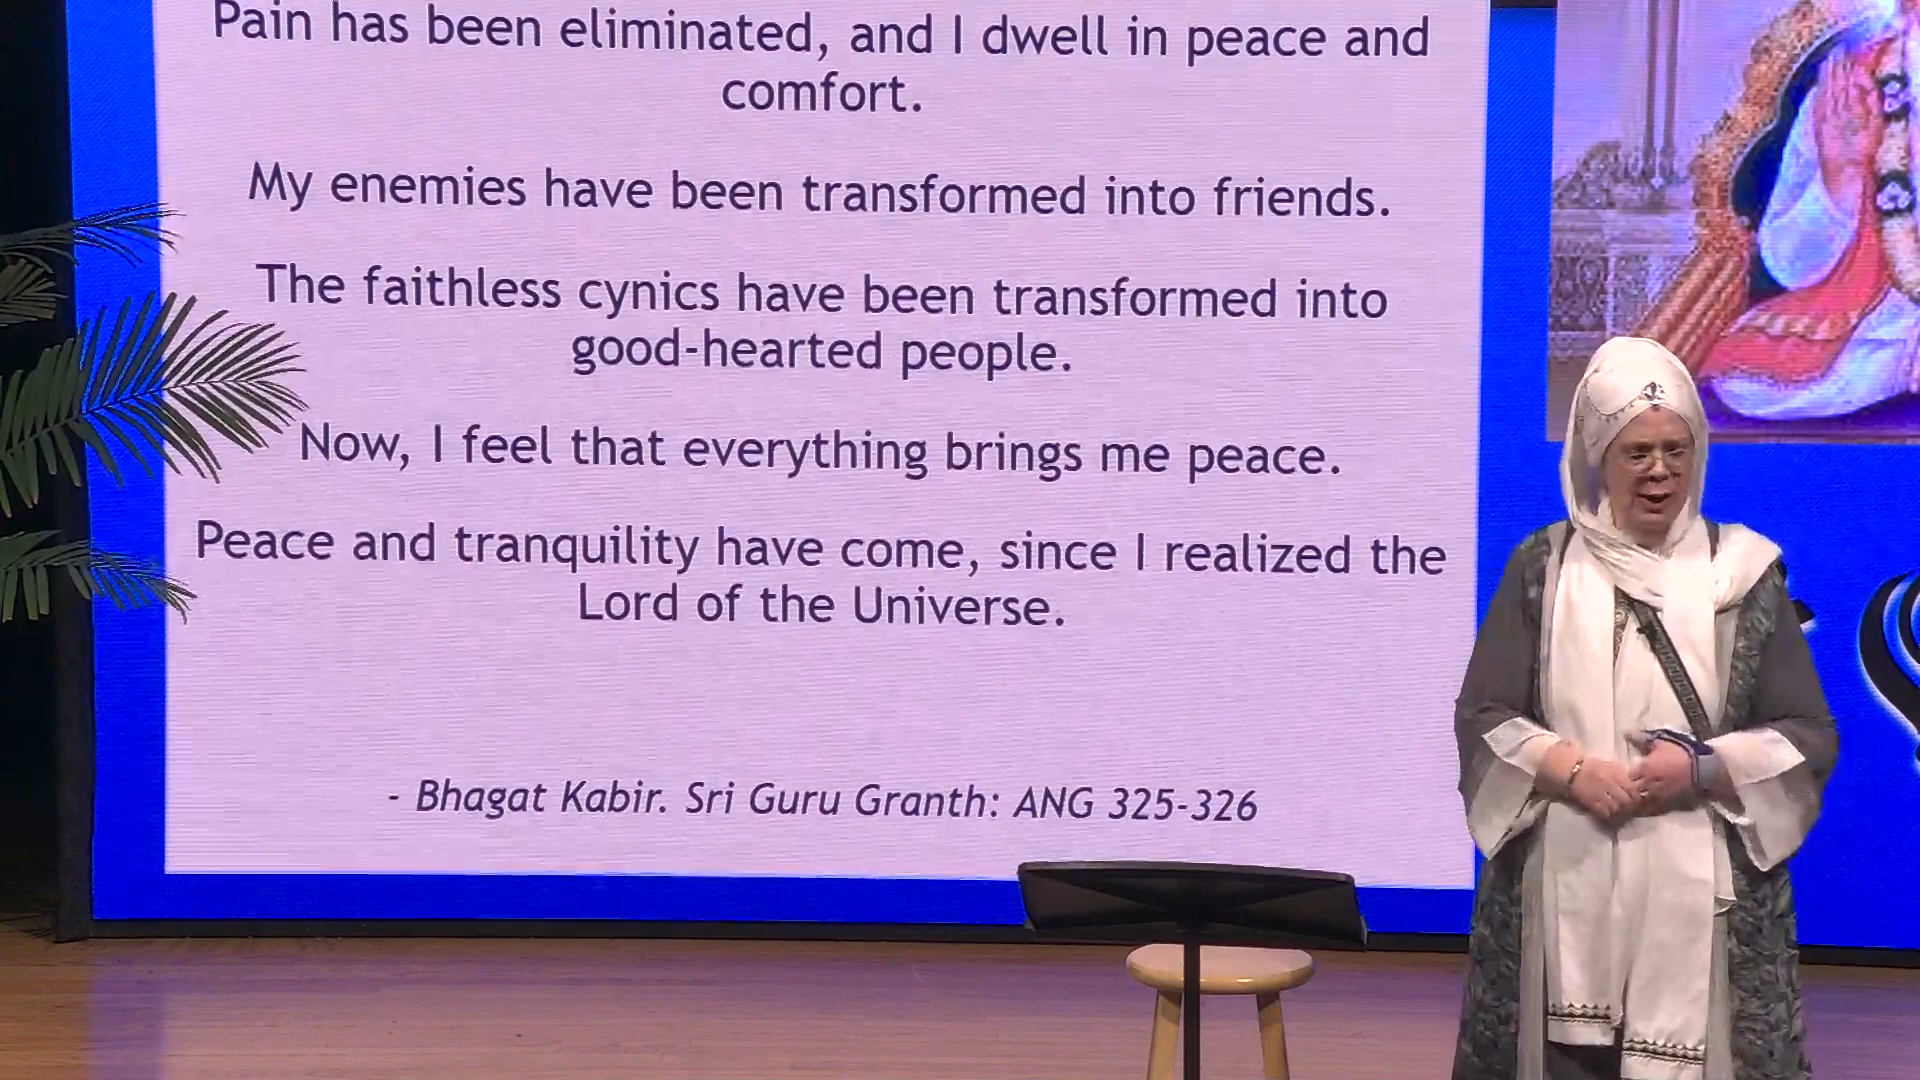 Pain has been eliminated, and I dwell in peace and
comfort.
My enemies have been transformed into friends.
The faithless cynics have been transformed into
good-hearted people.
Now, I feel that everything brings me peace.
Peace and tranquility have come, since I realized the
Lord of the Universe.
- Bhagat Kabir. Sri Guru Granth: ANG 325-326